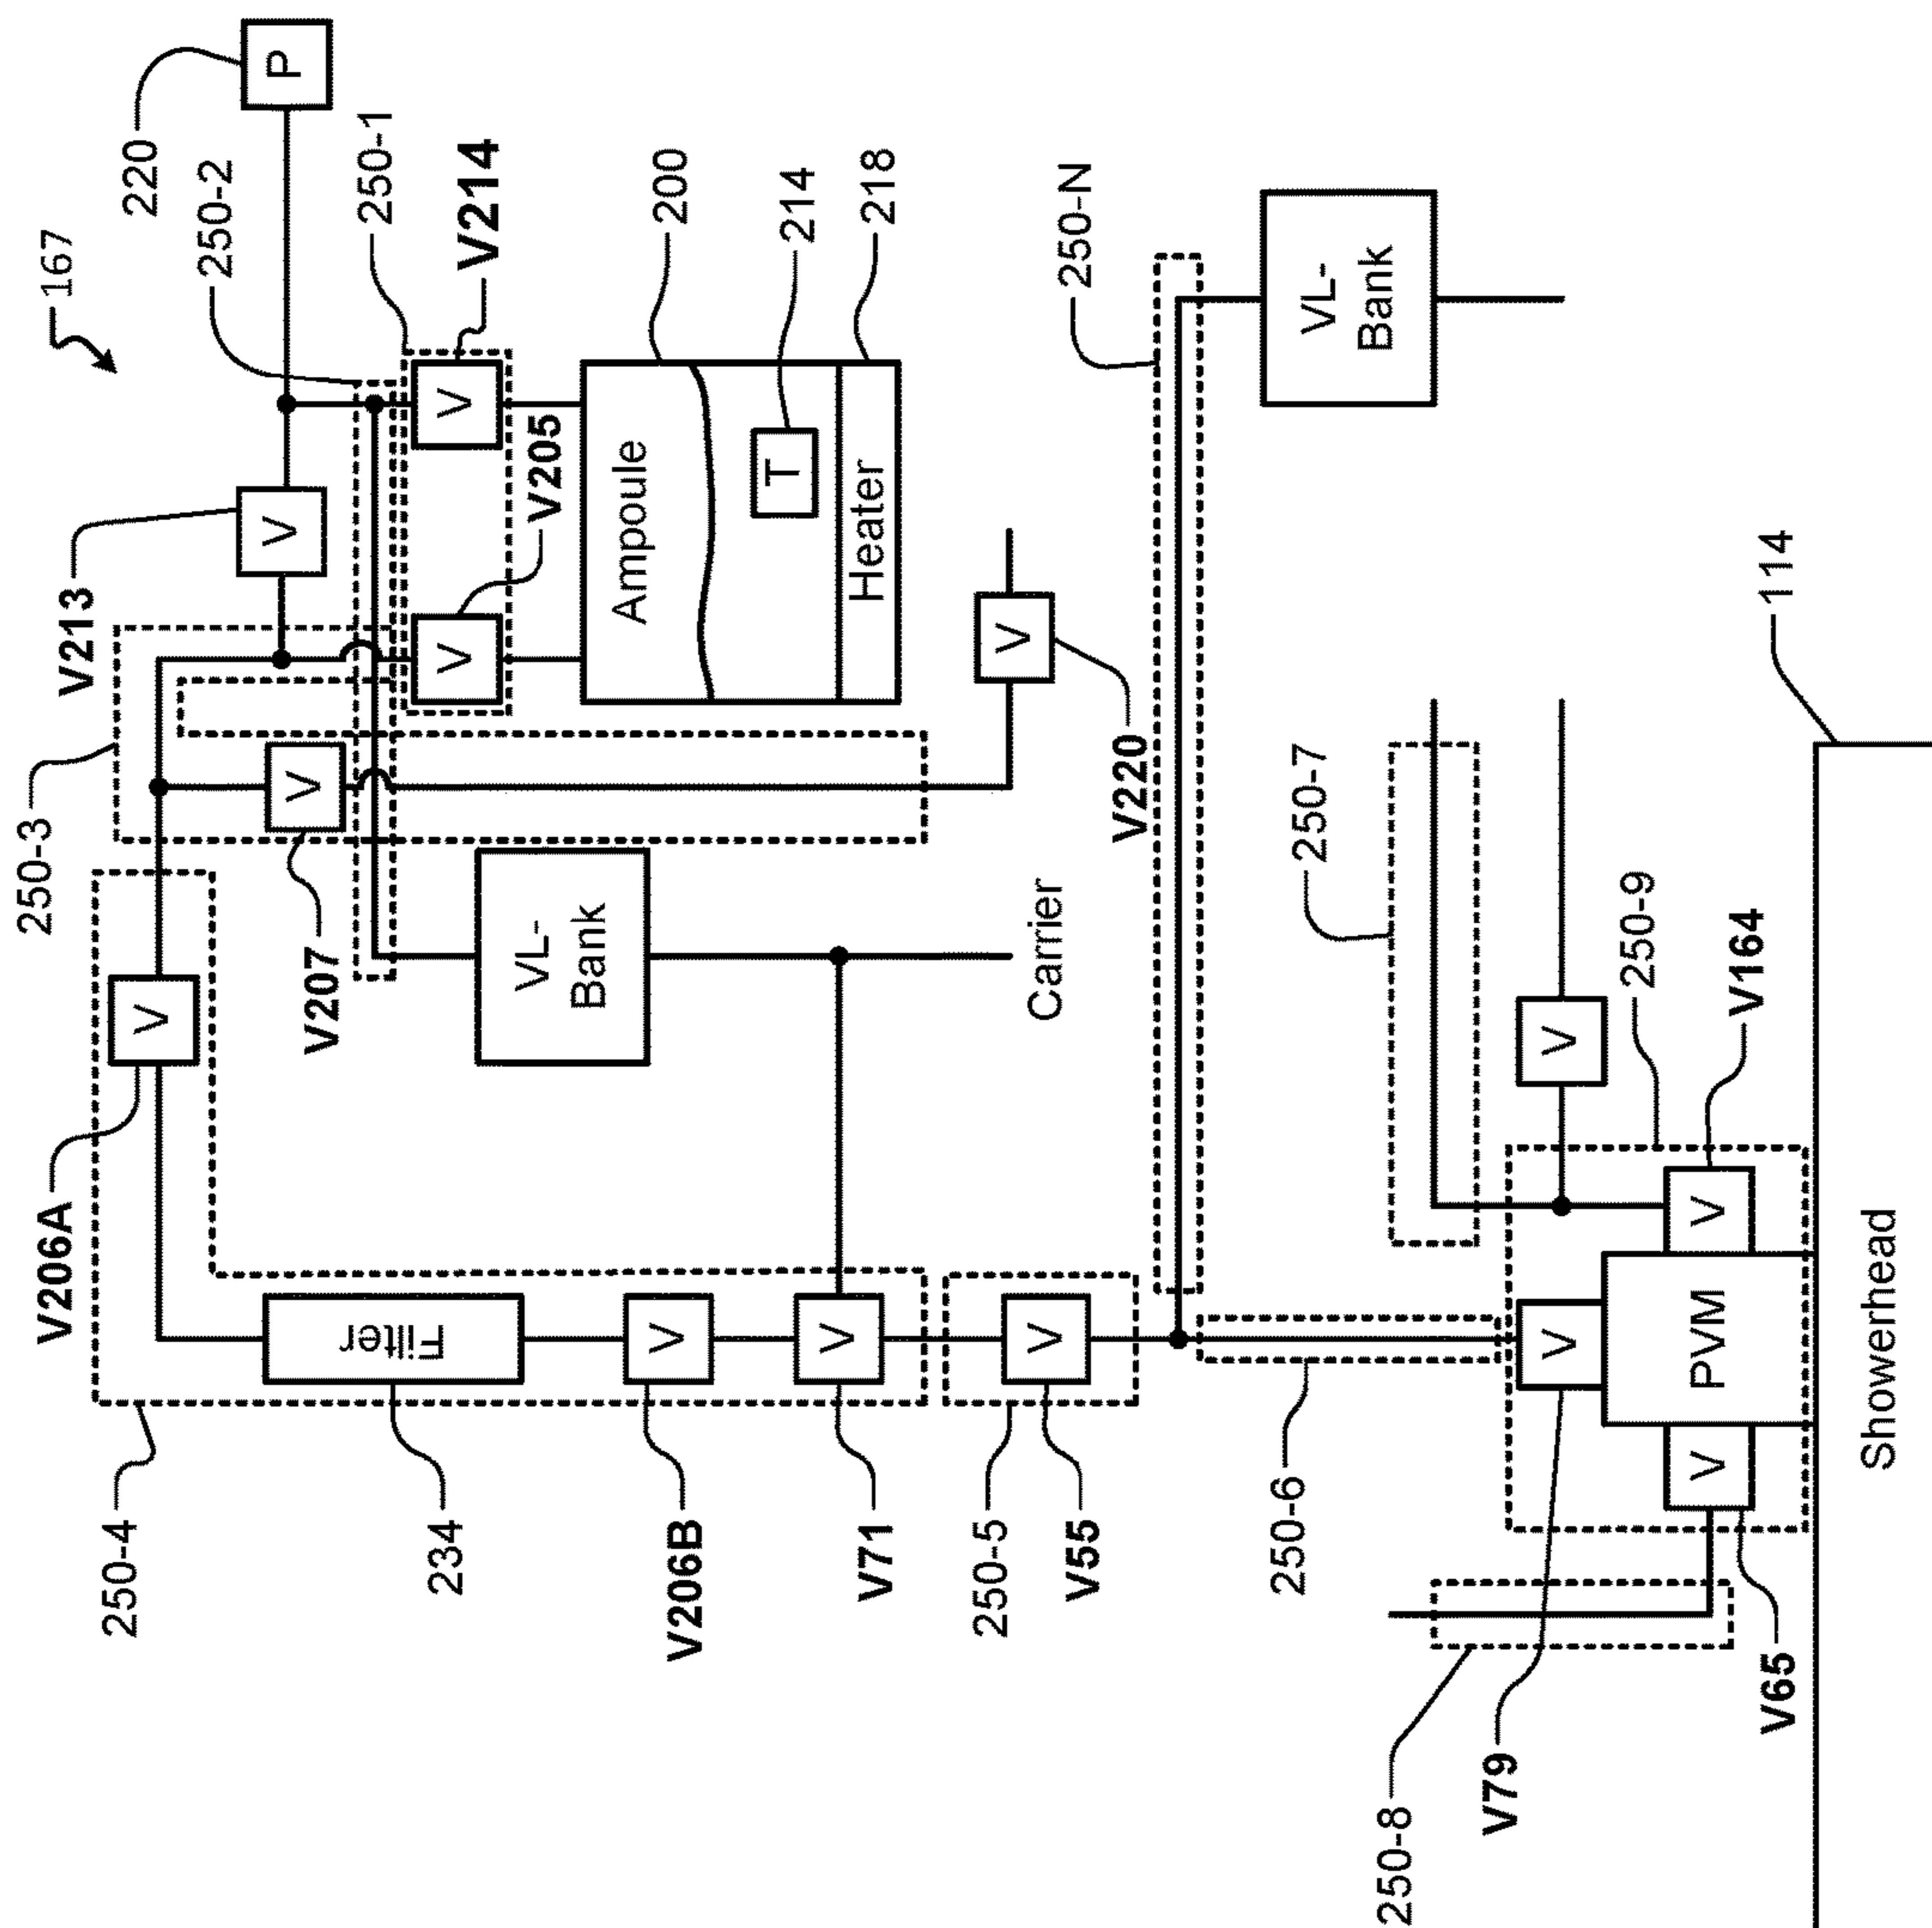 167
220
P
250-2
250-1
V214
V213
V
V
200
218
214
Ampoule
T
Heater
V205
V
250-3
V
V207
V220
V
VL-
Bank
Carrier
V206A
V
250-4
Filter
234
V206B
V
V71
V
250-5
V55
V
250-N
VL-
Bank
250-6
250-7
250-9
V
V164
V
V
PVM
V
250-8
V79
V65
114
Showerhead